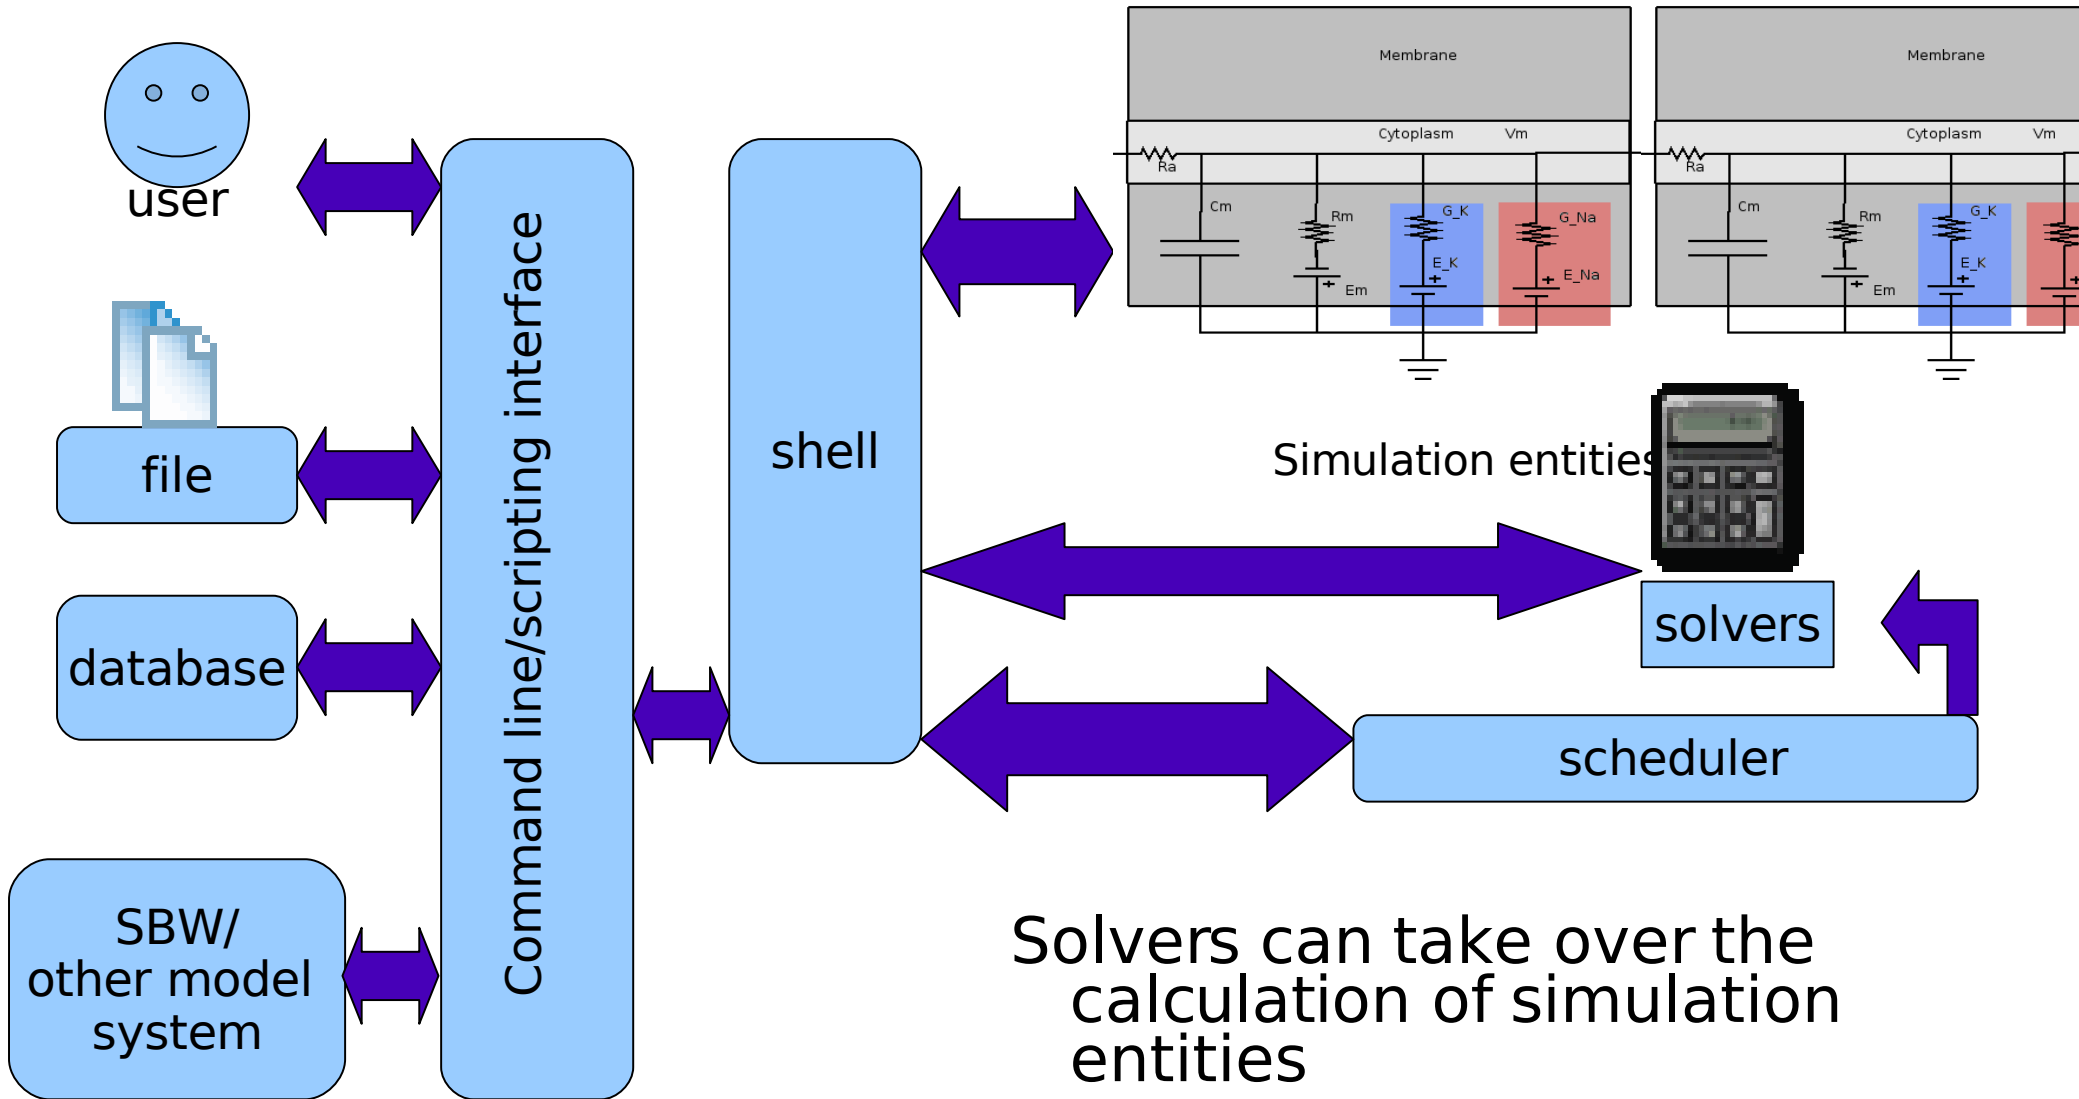 user
file
database
SBW/
other model
system
Command line/scripting interface
shell
Membrane
Cytoplasm Vm
Ra
Cm
Rm
G_K
G_Na
E_K
E_Na
Em
Membrane
Cytoplasm Vm
Ra
Cm
Rm
G_K
E_K
Em
Simulation entities
solvers
scheduler
Solvers can take over the
calculation of simulation
entities